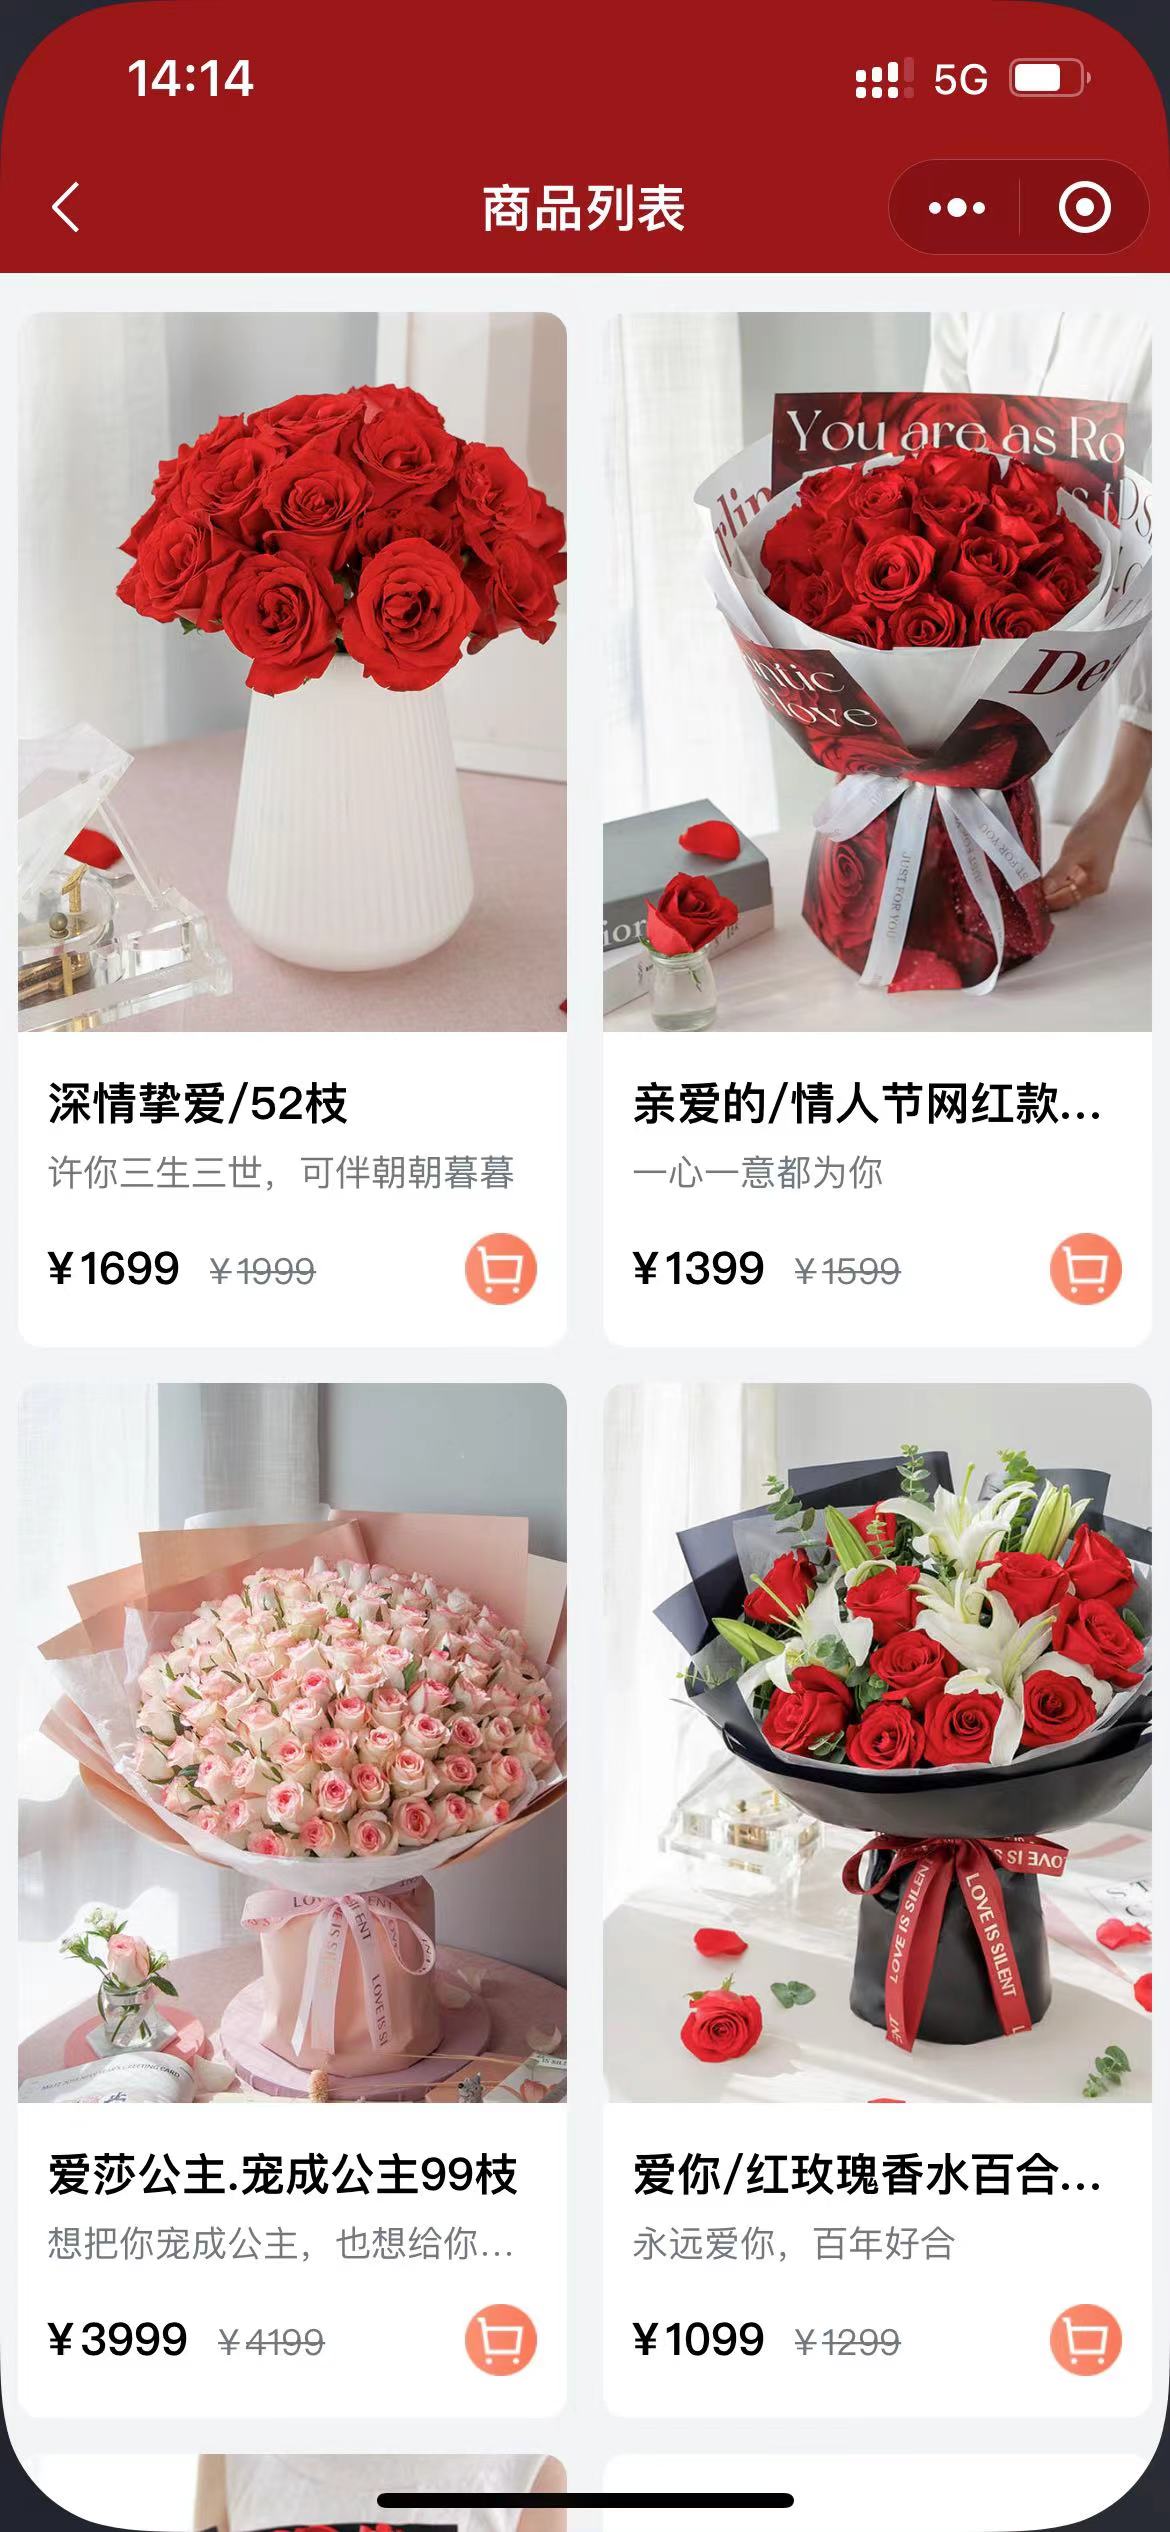 14:14
5G
商品列表
You are as Ro
rlin
ntic
love
De
JUST FOR YOU
深情挚爱/52枝
许你三生三世，可伴朝朝暮暮
¥1699 ¥1999
亲爱的/情人节网红款...
一心一意都为你
¥1399 ¥1599
LOVE IS SILENT
LOVE IS SILENT
爱莎公主.宠成公主99枝
想把你宠成公主，也想给你...
¥3999 ¥4199
爱你/红玫瑰香水百合...
永远爱你，百年好合
¥1099 ¥1299